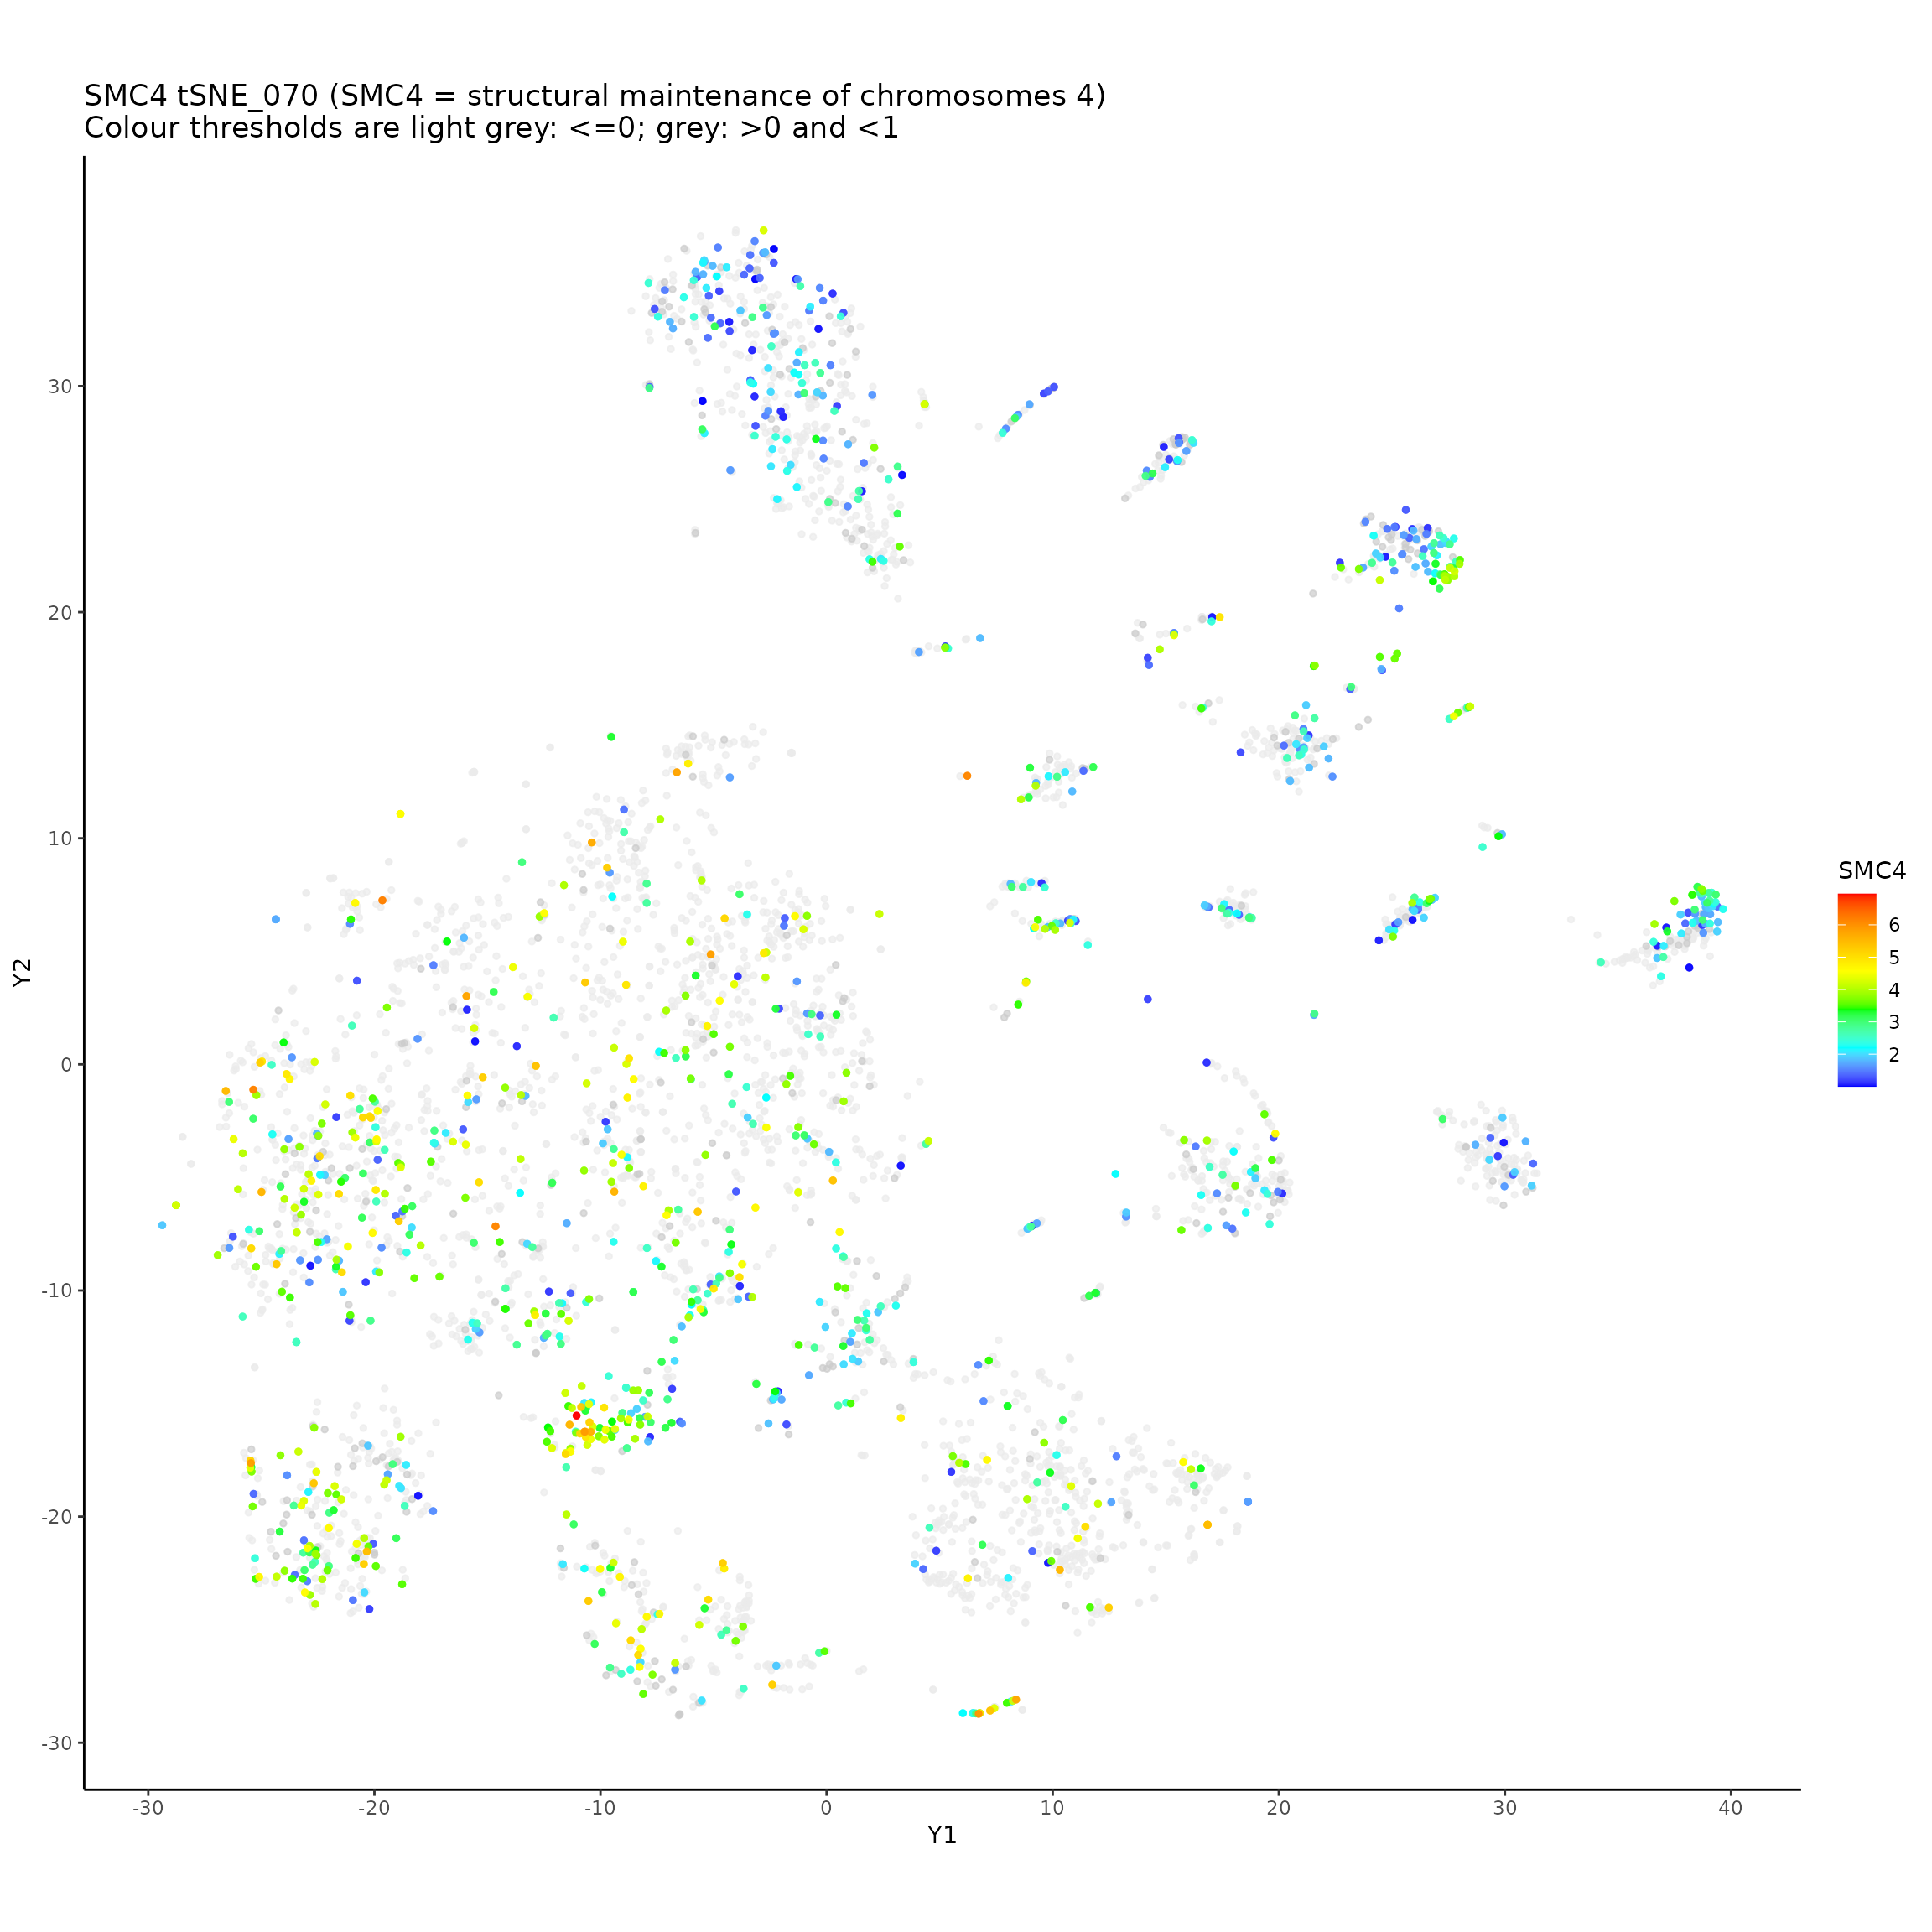 SMC4 tSNE_070 (SMC4 = structural maintenance of chromosomes 4)
Colour thresholds are light grey: <=0; grey: >0 and <1
30
20
10
0
-10
-20
-30
Y2
-30 -20 -10 0 10 20 30 40
Y1
SMC4
6
5
4
3
2